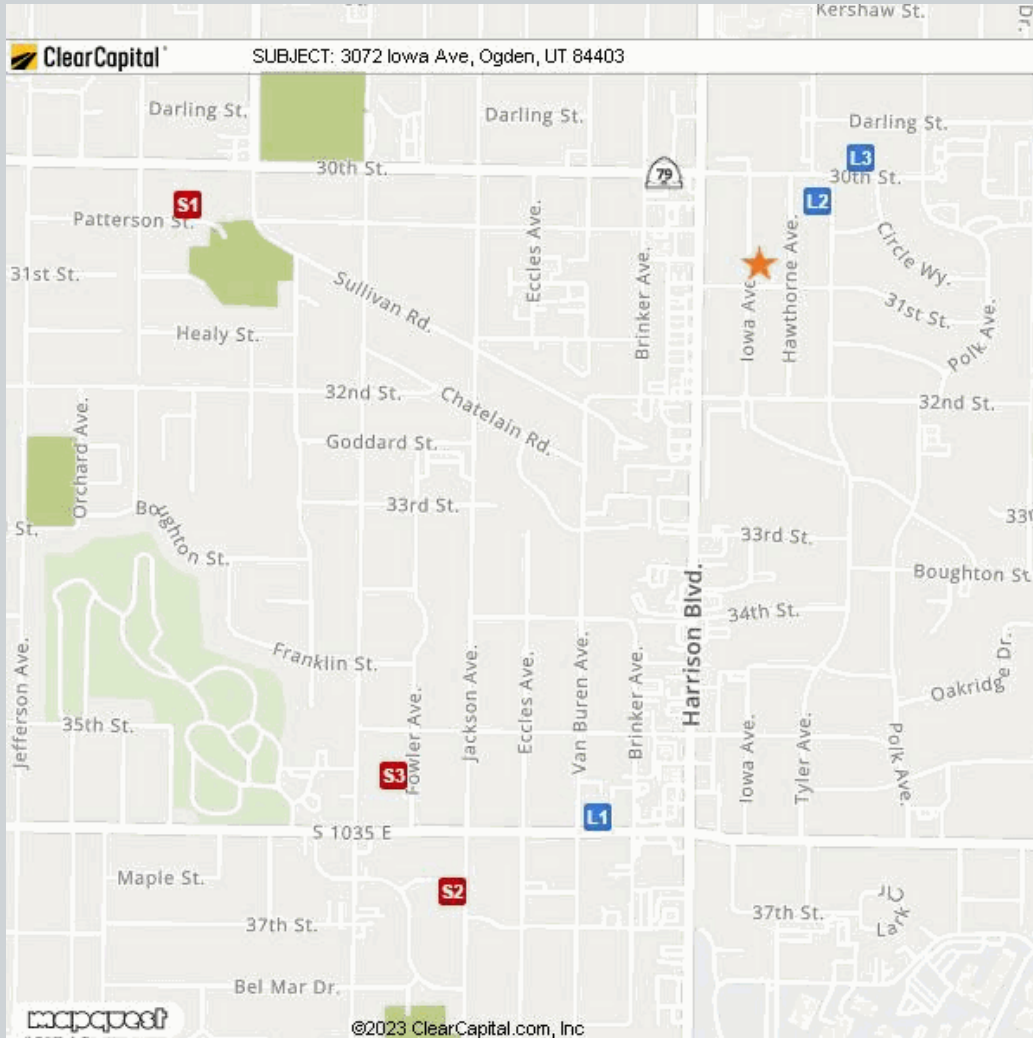 Kershaw St.
Dr.
ClearCapital
SUBJECT: 3072 Iowa Ave, Ogden, UT 84403
Darling St.
Darling St.
Darling St.
30th St.
79
L3
30th St.
S1
L2
Patterson St.
Eccles Ave.
Hawthorne Ave.
Circle Wy.
31st St.
Sullivan Rd.
Brinker Ave.
Iowa Ave
31st St.
Polk Ave.
Healy St.
32nd St.
Chatelain Rd.
32nd St.
Orchard Ave.
Goddard St.
33rd St.
Boughton St.
St.
33rd St.
Boughton St
Harrison Blvd.
34th St.
Franklin St.
Jefferson Ave.
Fowler Ave.
Jackson Ave.
Eccles Ave.
Van Buren Ave.
Brinker Ave.
Oakridge Dr.
35th St.
Iowa Ave.
Tyler Ave.
Polk Ave.
S3
L1
S 1035 E
Maple St.
S2
37th St.
37th St.
Lark Cir
Bel Mar Dr.
mapquest
©2023 ClearCapital.com, Inc